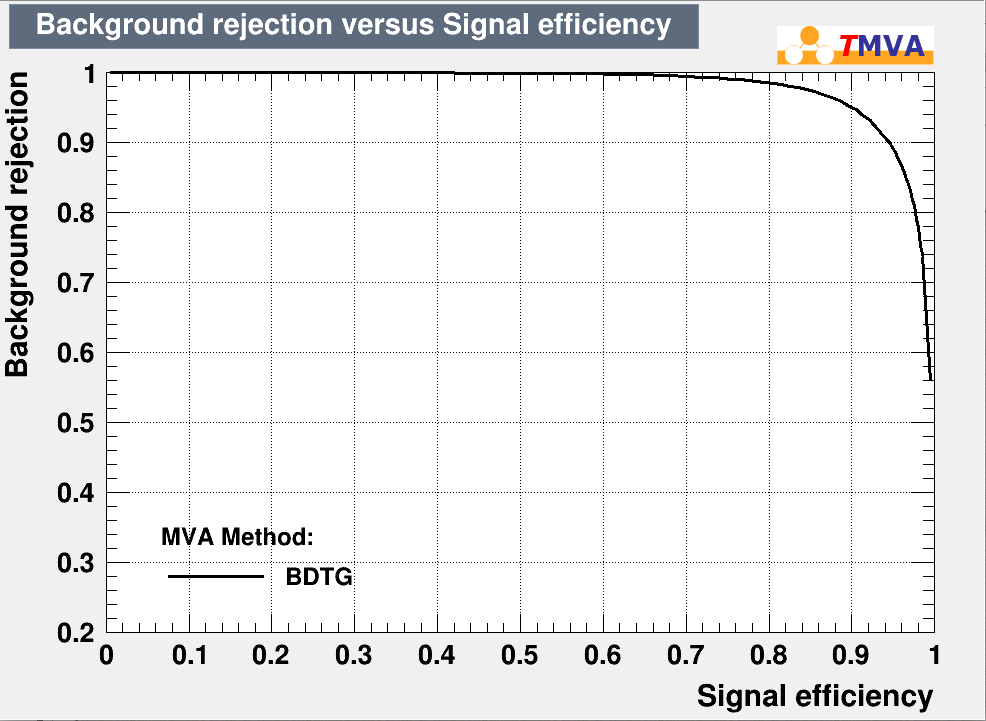 Background rejection versus Signal efficiency
TMVA
Background rejection
1
0.9
0.8
0.7
0.6
0.5
0.4
0.3
0.2
MVA Method:
BDTG
0 0.1 0.2 0.3 0.4 0.5 0.6 0.7 0.8 0.9 1
Signal efficiency